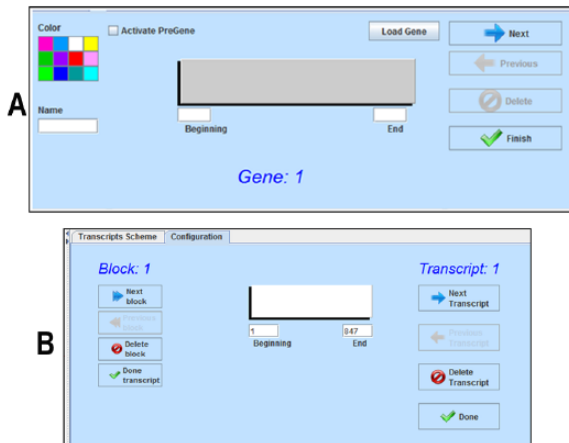 A
Color
Activate PreGene
Load Gene
Next
Previous
Delete
Finish
Name
Beginning
End
Gene: 1
B
Transcripts Scheme
Configuration
Block: 1
Transcript: 1
Next
block
Previous
block
Delete
block
Done
transcript
1
847
Beginning
End
Next
Transcript
Previous
Transcript
Delete
Transcript
Done